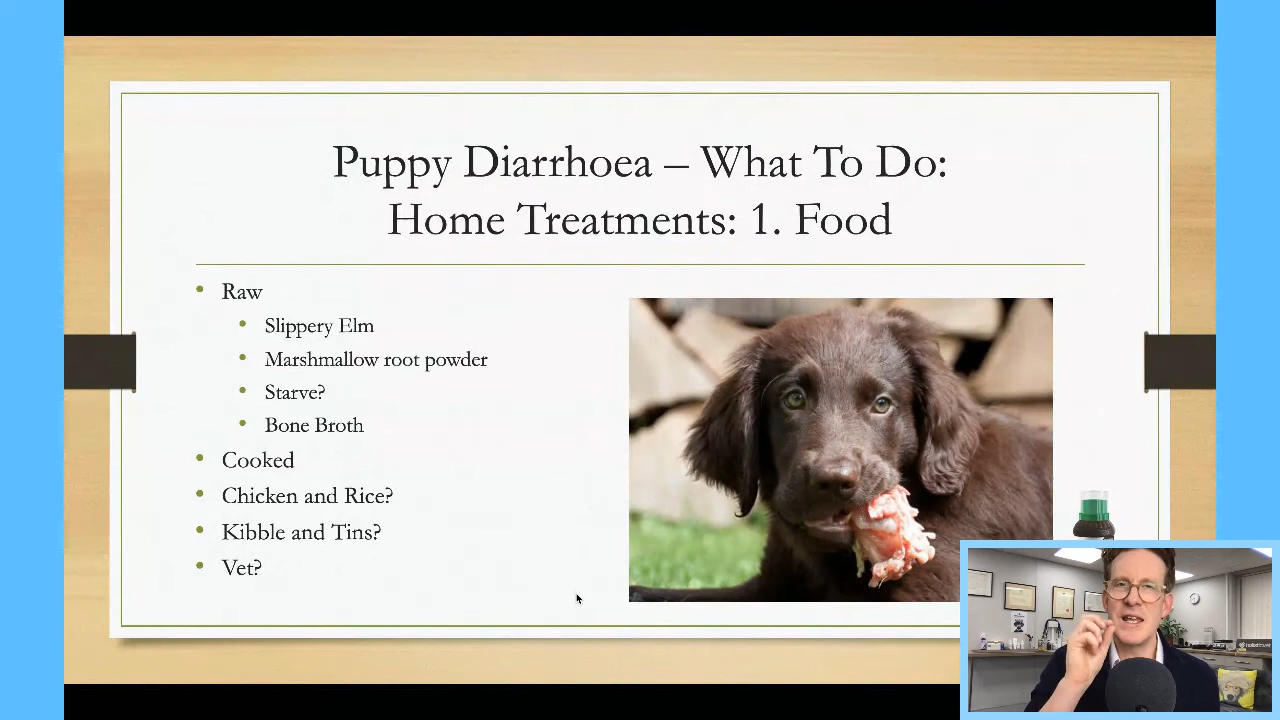 Puppy Diarrhoea – What To Do:
Home Treatments: 1. Food
Raw
Slippery Elm
Marshmallow root powder
Starve?
Bone Broth
Cooked
Chicken and Rice?
Kibble and Tins?
Vet?